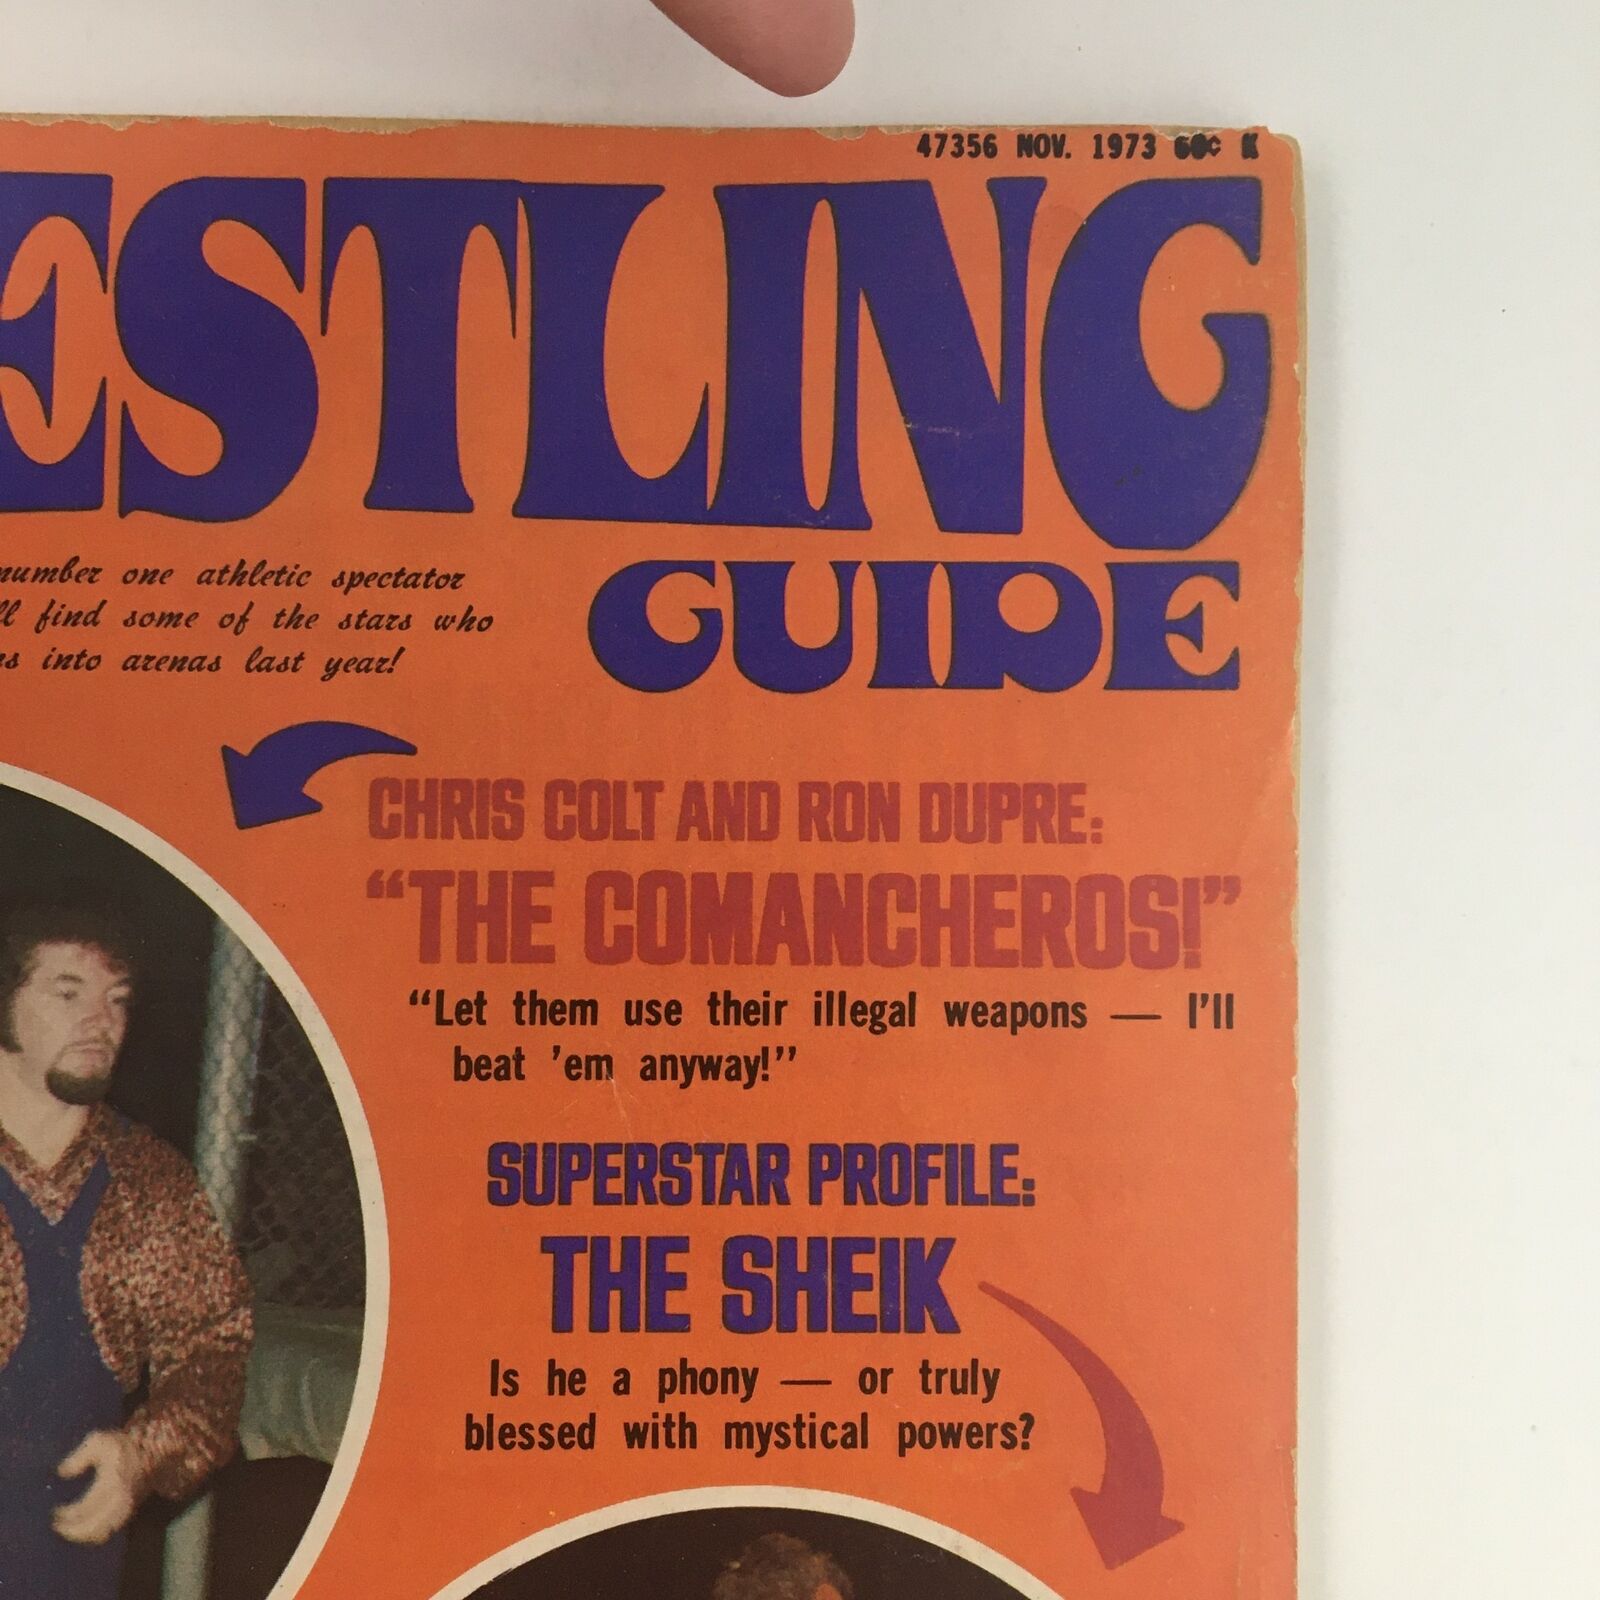 47356 NOV. 1973 60¢ K
ESTLING
GUIDE
number one athletic spectator
ll find some of the stars who
rs into arenas last year!
CHRIS COLT AND RON DUPRE:
“THE COMANCHEROS!”
“Let them use their illegal weapons — I’ll
beat ’em anyway!”
SUPERSTAR PROFILE:
THE SHEIK
Is he a phony — or truly
blessed with mystical powers?